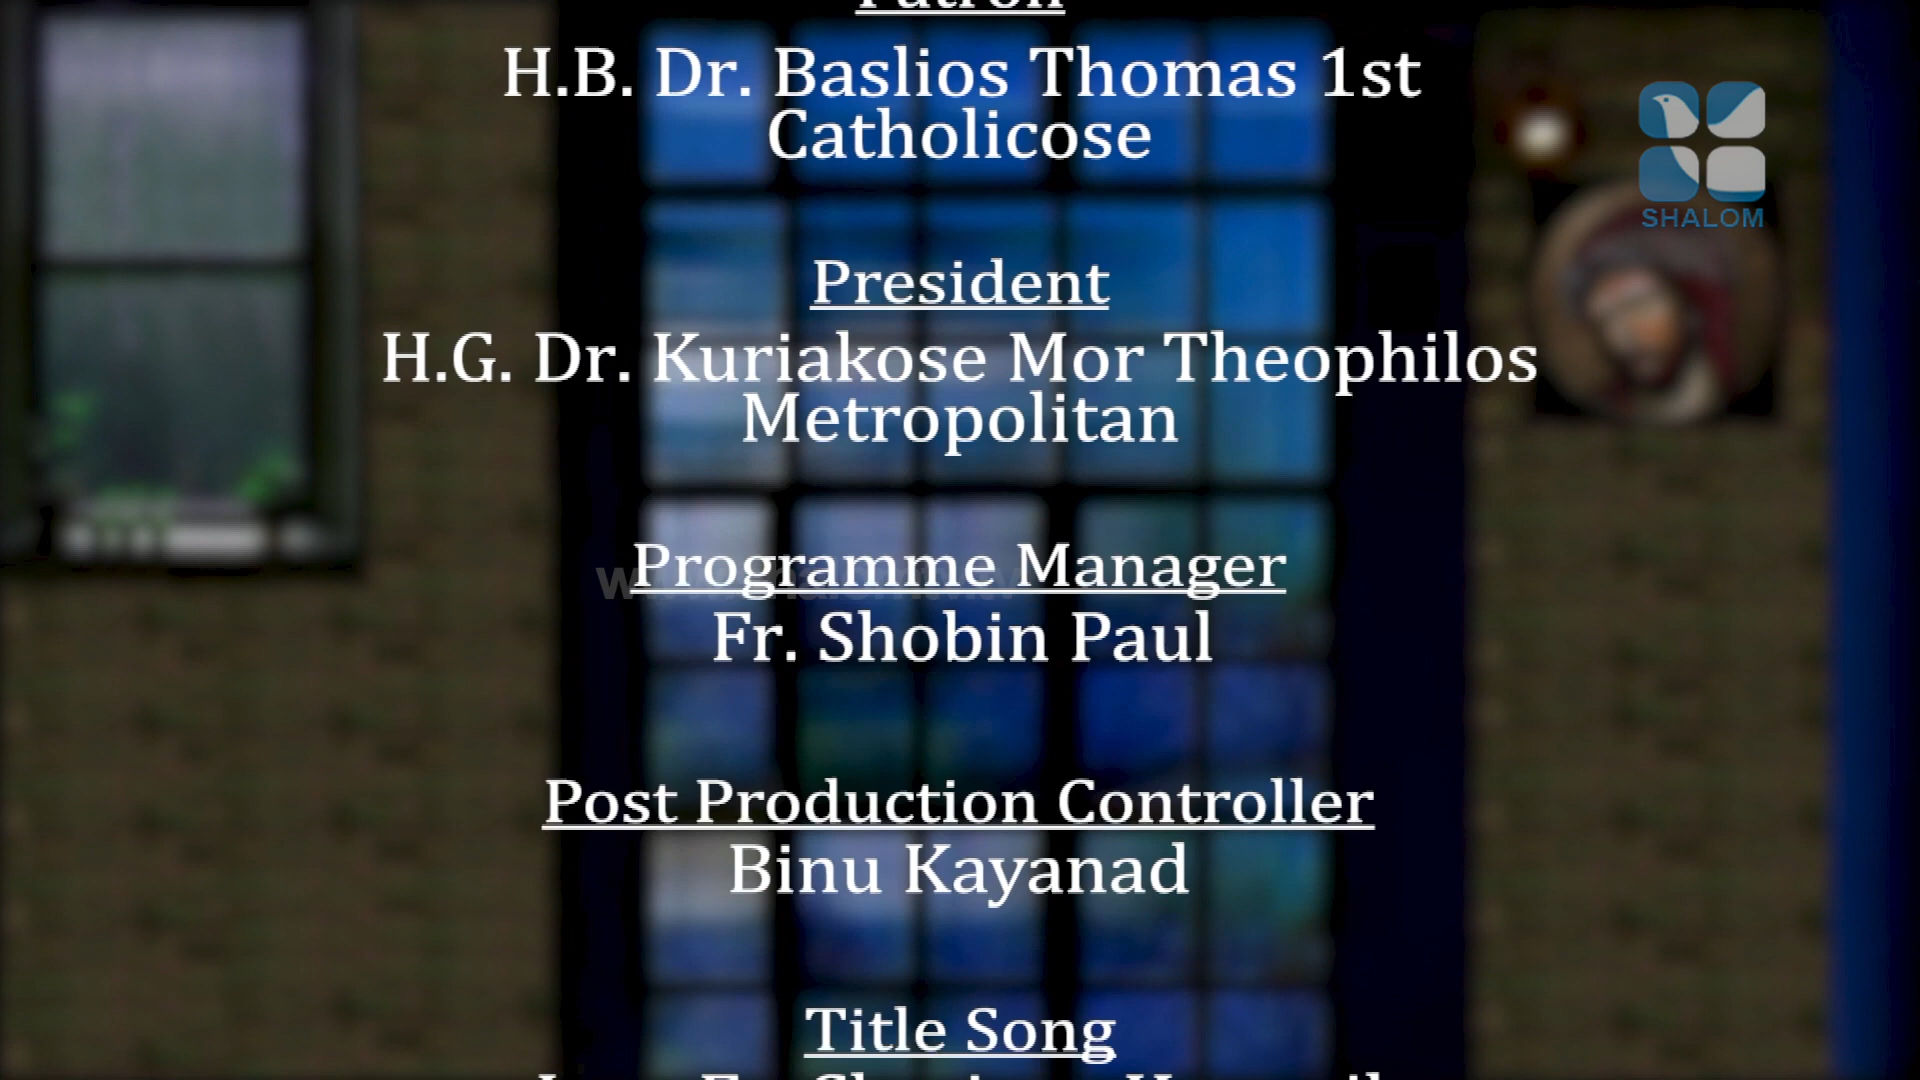 Patron
H.B. Dr. Baslios Thomas 1st
Catholicose
SHALOM
President
H.G. Dr. Kuriakose Mor Theophilos
Metropolitan
Programme Manager
Fr. Shobin Paul
Post Production Controller
Binu Kayanad
Title Song